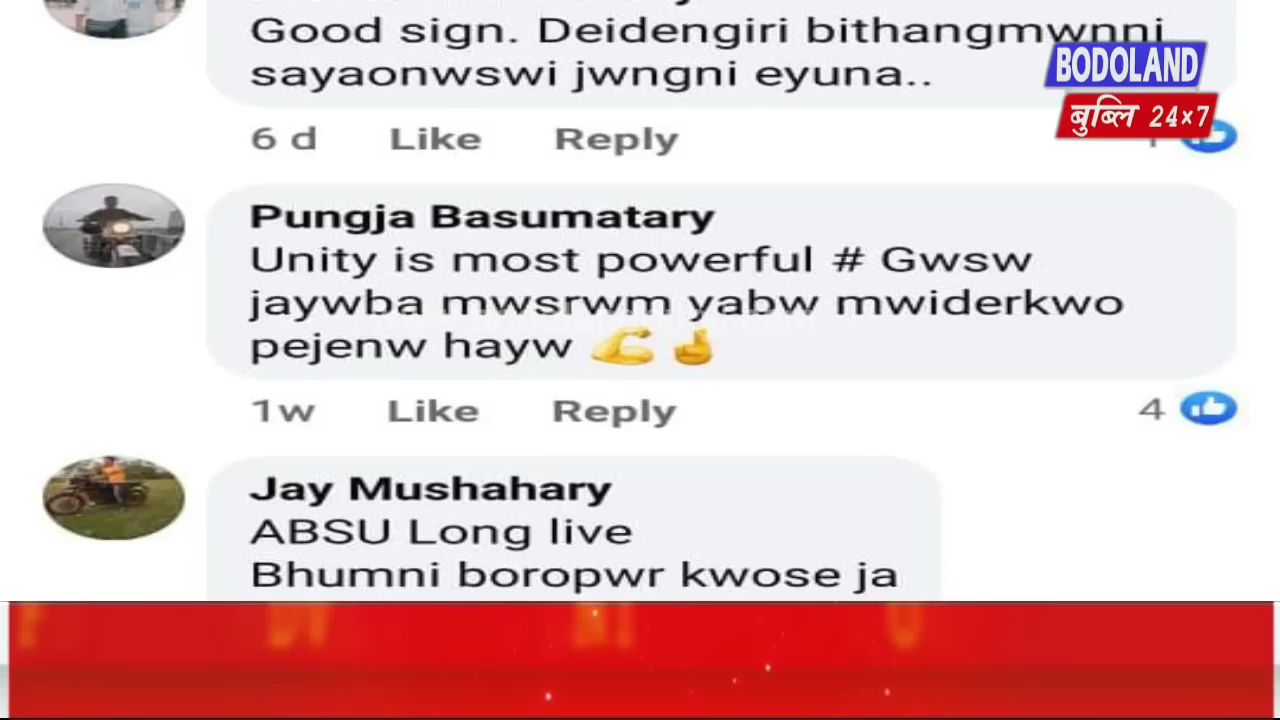 Good sign. Deidengiri bithangmwnni
sayaonwswi jwngni eyuna..
BODOLAND
बुब्लि 24×7
6 d Like Reply
Pungja Basumatary
Unity is most powerful # Gwsw
jaywba mwsrwm yabw mwiderkwo
pejenw hayw 💪🤞
1w Like Reply 4
Jay Mushahary
ABSU Long live
Bhumni boropwr kwose ja